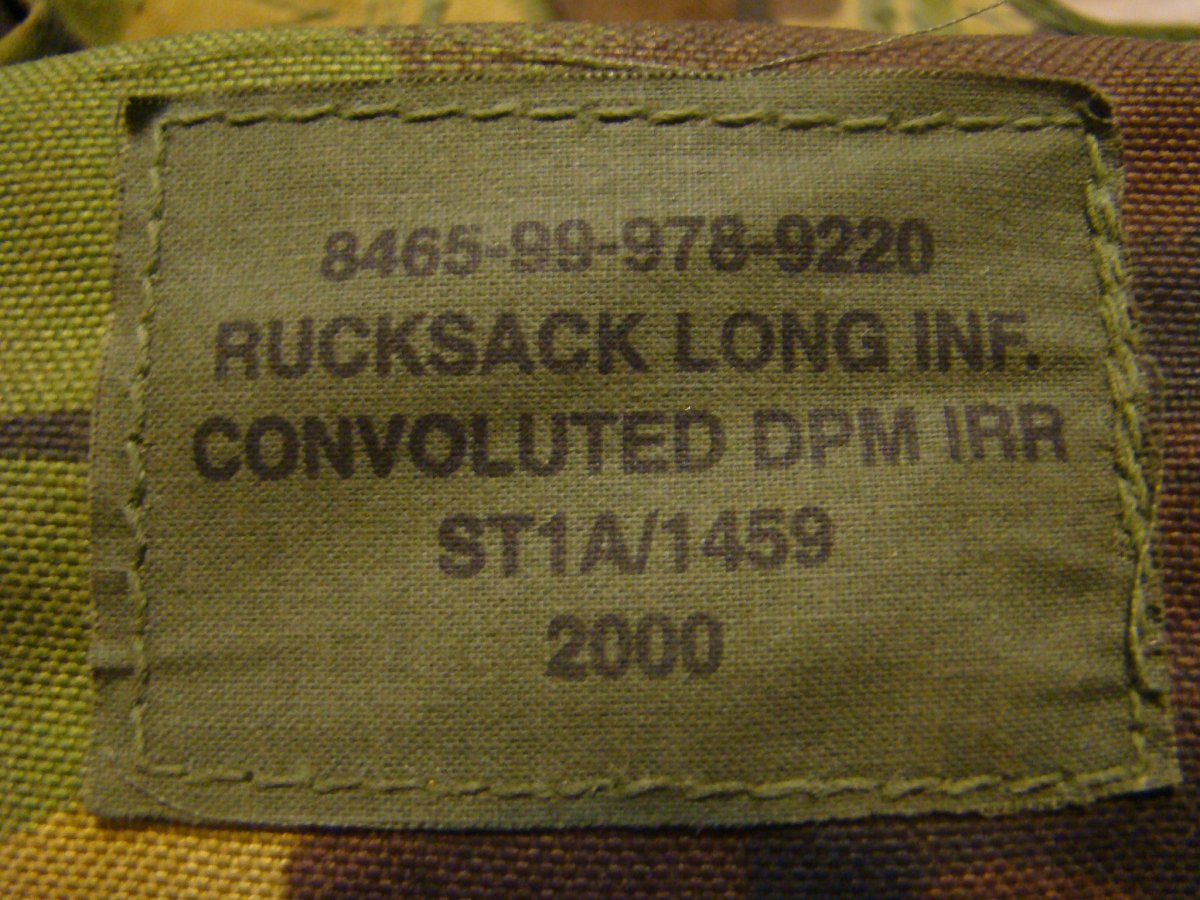 8465-99-978-9220
RUCKSACK LONG INF.
CONVOLUTED DPM IRR
ST1A/1459
2000